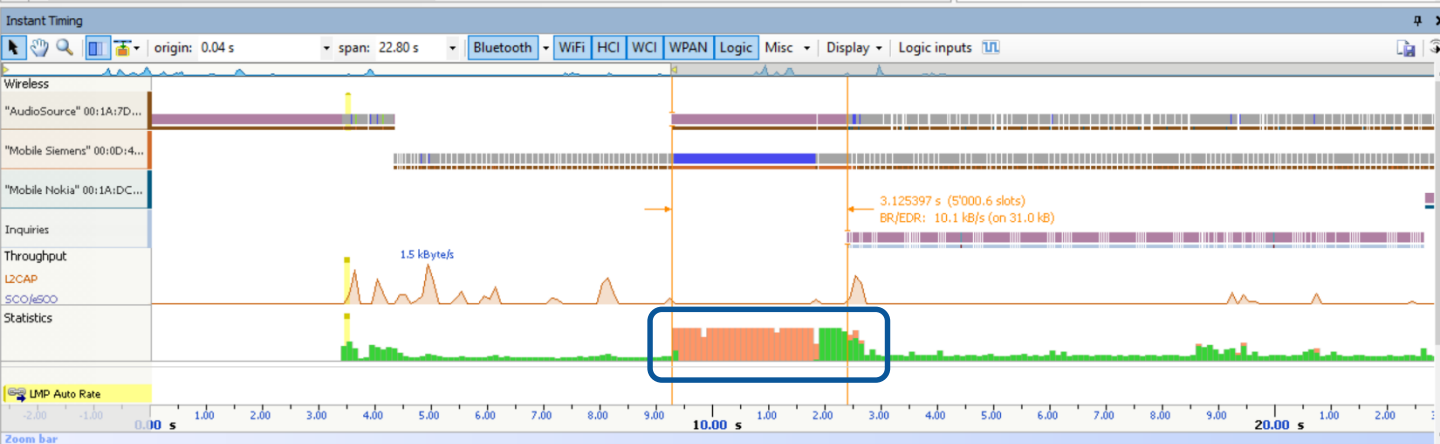 Instant Timing
origin: 0.04 s span: 22.80 s Bluetooth WiFi HCI WCI WPAN Logic Misc Display Logic inputs
Wireless
"AudioSource" 00:1A:7D...
"Mobile Siemens" 00:0D:4...
"Mobile Nokia" 00:1A:DC...
3.125397 s (5'000.6 slots)
BR/EDR: 10.1 kB/s (on 31.0 kB)
Inquiries
Throughput
1.5 kByte/s
L2CAP
SCO/eSCO
Statistics
LMP Auto Rate
-2.00 -1.00 0.00 s 1.00 2.00 3.00 4.00 5.00 6.00 7.00 8.00 9.00 10.00 s 1.00 2.00 3.00 4.00 5.00 6.00 7.00 8.00 9.00 20.00 s 1.00 2.00
Zoom bar